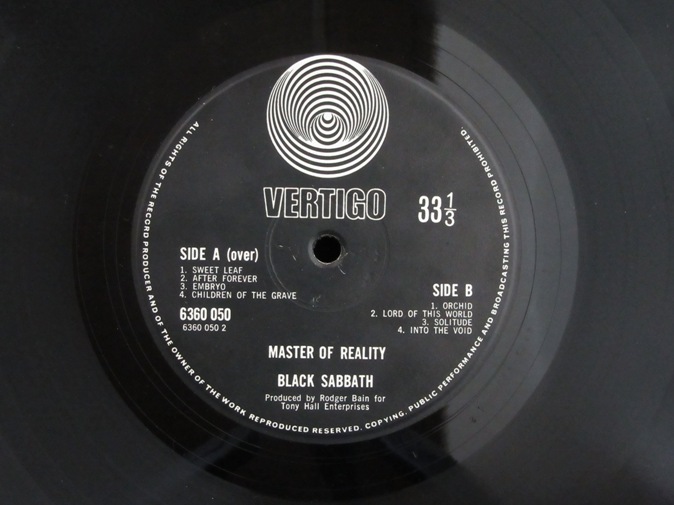 VERTIGO
33 1/3
SIDE A (over)
1. SWEET LEAF
2. AFTER FOREVER
3. EMBRYO
4. CHILDREN OF THE GRAVE
6360 050
6360 050 2
SIDE B
1. ORCHID
2. LORD OF THIS WORLD
3. SOLITUDE
4. INTO THE VOID
MASTER OF REALITY
BLACK SABBATH
Produced by Rodger Bain for
Tony Hall Enterprises
ALL RIGHTS OF THE RECORD PRODUCER AND OF THE OWNER OF THE WORK REPRODUCED RESERVED. COPYING, PUBLIC PERFORMANCE AND BROADCASTING THIS RECORD PROHIBITED.